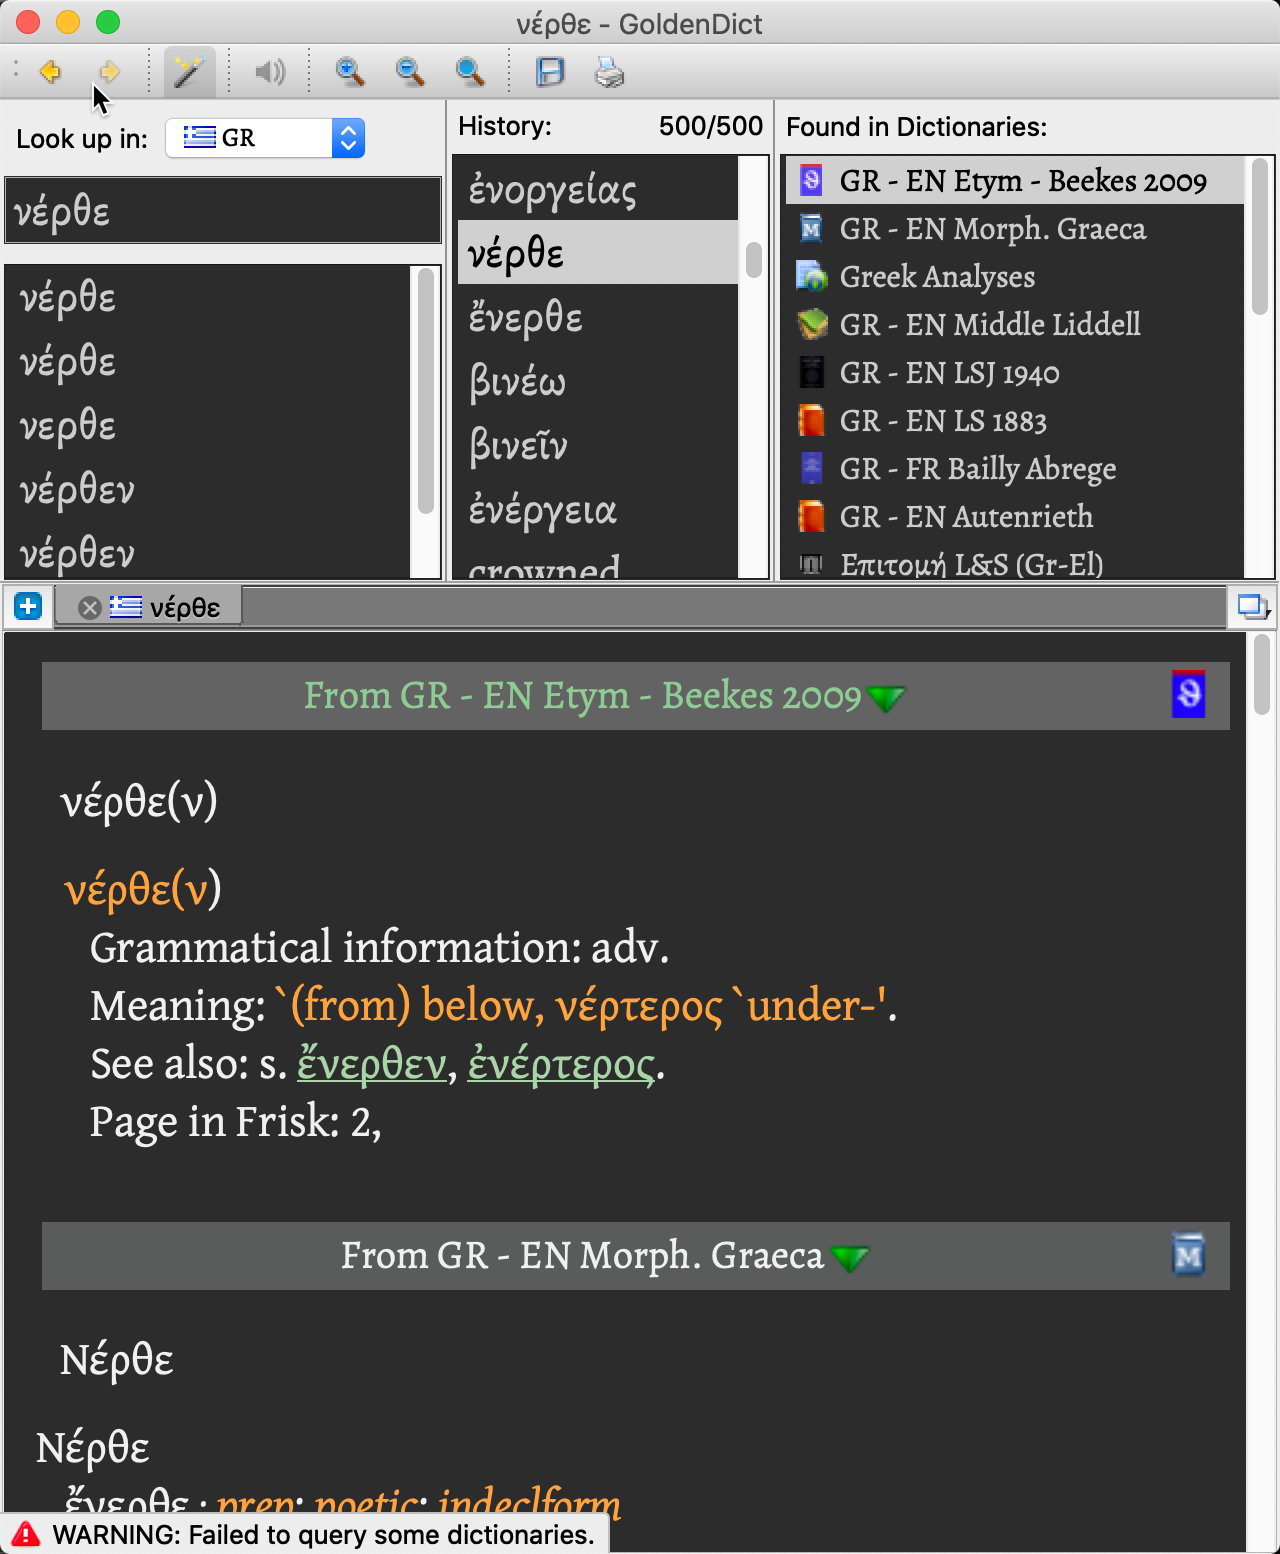 νέρθε - GoldenDict
Look up in:
GR
νέρθε
νέρθε
νέρθε
νερθε
νέρθεν
νέρθεν
History:
500/500
ἐνοργείας
νέρθε
ἔνερθε
βινέω
βινεῖν
ἐνέργεια
crowned
Found in Dictionaries:
GR - EN Etym - Beekes 2009
GR - EN Morph. Graeca
Greek Analyses
GR - EN Middle Liddell
GR - EN LSJ 1940
GR - EN LS 1883
GR - FR Bailly Abrege
GR - EN Autenrieth
Επιτομή L&S (Gr-El)
νέρθε
From GR - EN Etym - Beekes 2009
νέρθε(ν)
νέρθε(ν)
Grammatical information: adv.
Meaning: `(from) below, νέρτερος `under-'.
See also: s. ἔνερθεν, ἐνέρτερος.
Page in Frisk: 2,
From GR - EN Morph. Graeca
Νέρθε
Νέρθε
ἔνερθε · prep: poetic: indeclform
WARNING: Failed to query some dictionaries.